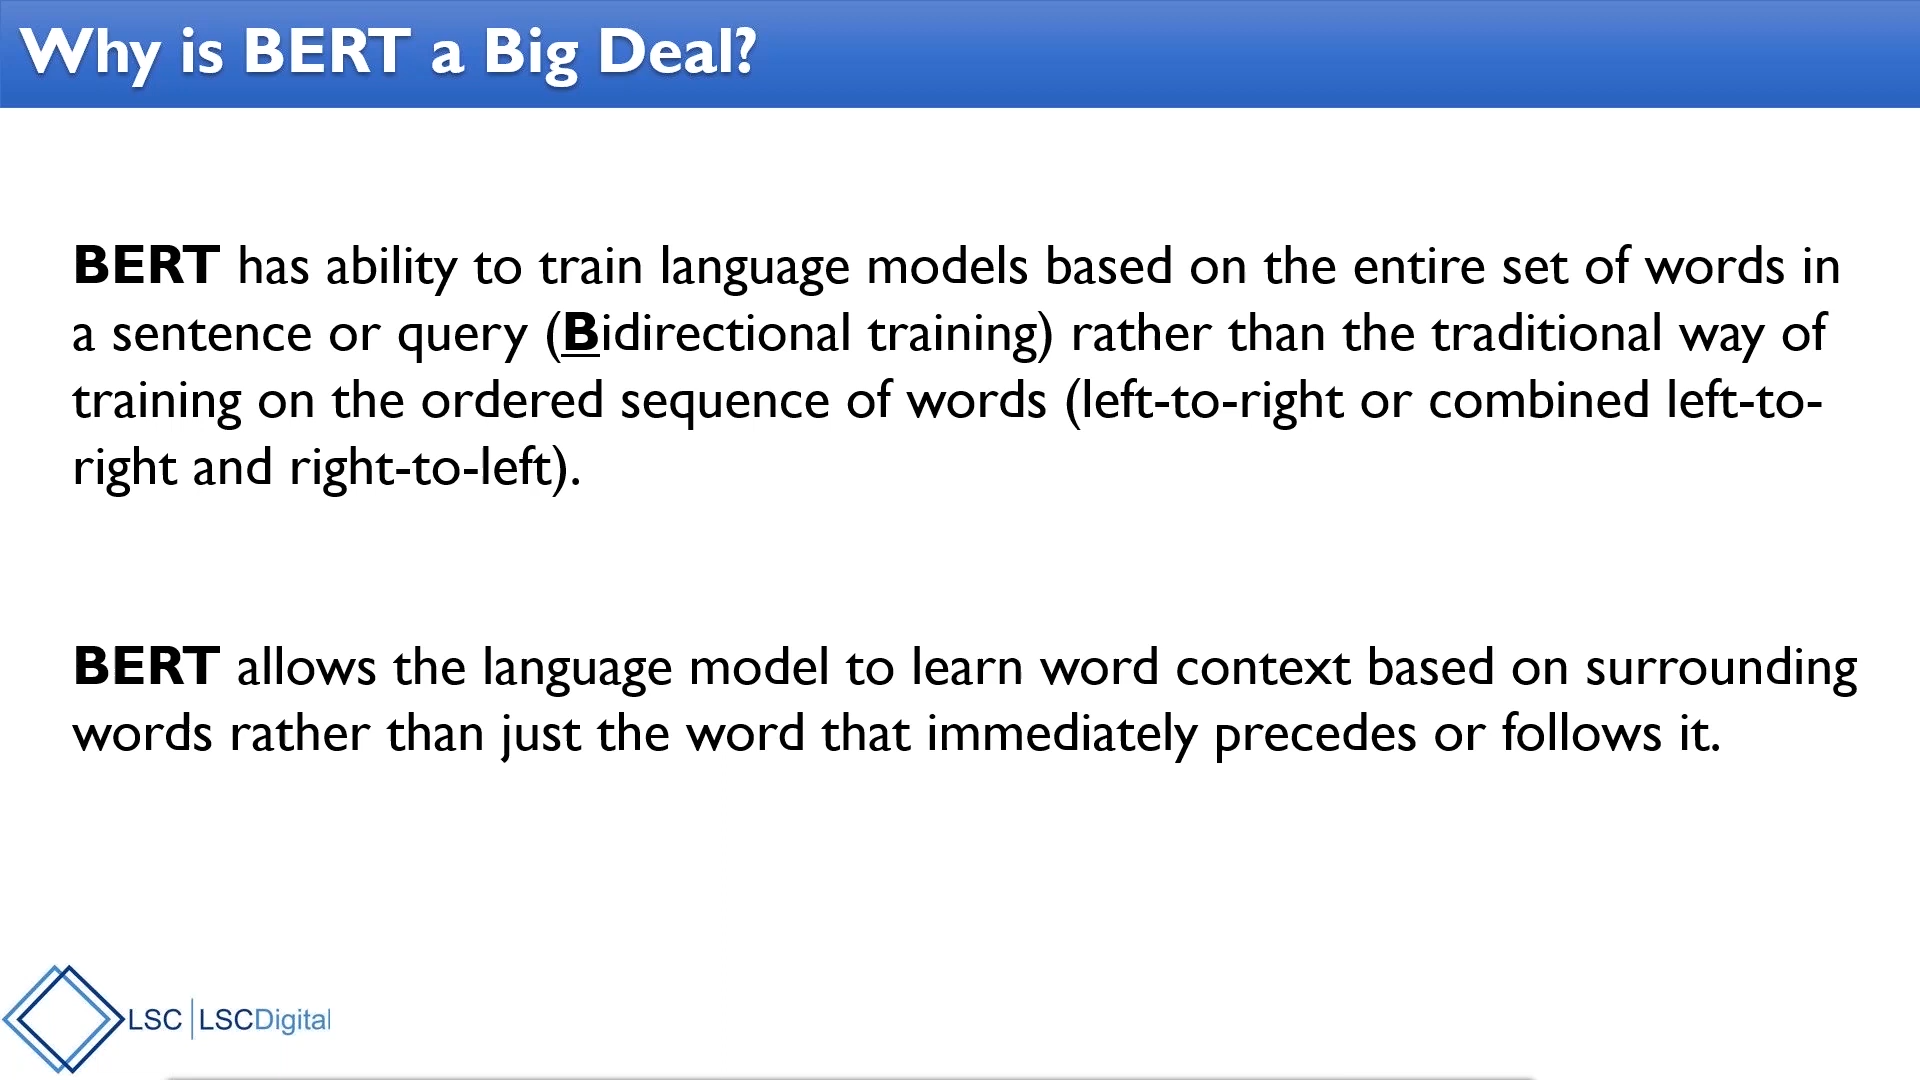 Why is BERT a Big Deal?
BERT has ability to train language models based on the entire set of words in
a sentence or query (Bidirectional training) rather than the traditional way of
training on the ordered sequence of words (left-to-right or combined left-to-
right and right-to-left).
BERT allows the language model to learn word context based on surrounding
words rather than just the word that immediately precedes or follows it.
LSC | LSCDigital